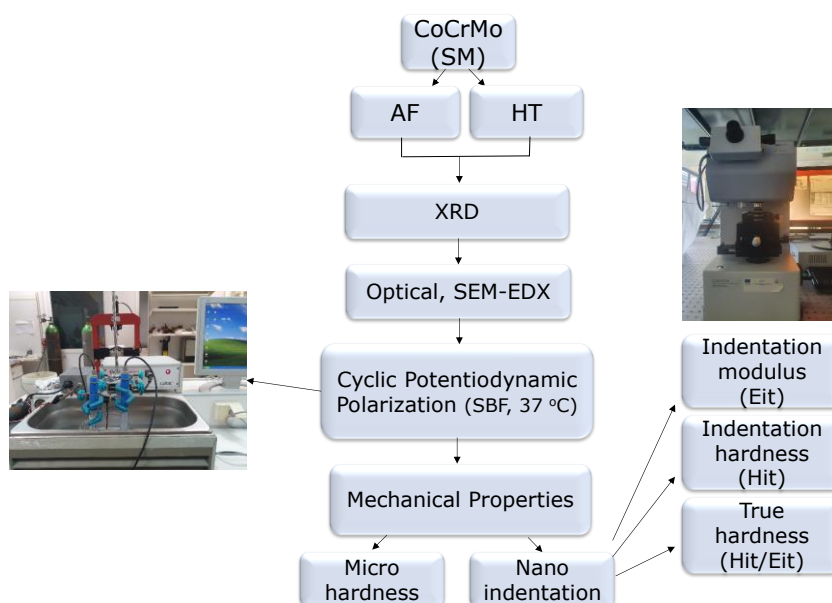 CoCrMo
(SM)
AF
HT
XRD
Optical, SEM-EDX
Cyclic Potentiodynamic
Polarization (SBF, 37 ºC)
Mechanical Properties
Micro
hardness
Nano
indentation
Indentation
modulus
(Eit)
Indentation
hardness
(Hit)
True
hardness
(Hit/Eit)